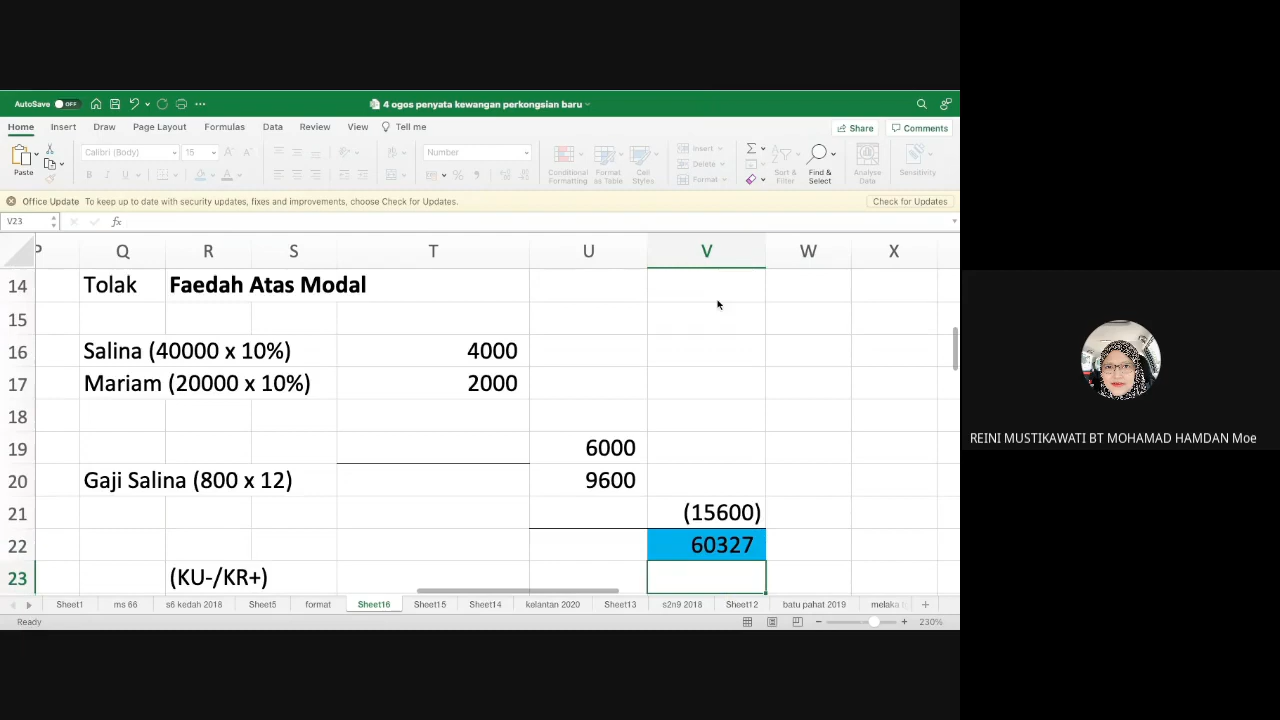 AutoSave OFF
4 ogos penyata kewangan perkongsian baru
Home Insert Draw Page Layout Formulas Data Review View Tell me
Share Comments
Paste
Calibri (Body) 15
B I U
A
Number
%
Conditional Formatting
Format as Table
Cell Styles
Insert
Delete
Format
Sort & Filter
Find & Select
Analyse Data
Sensitivity
Office Update To keep up to date with security updates, fixes and improvements, choose Check for Updates.
Check for Updates
V23 fx
P Q R S T U V W X
14 Tolak Faedah Atas Modal
15
16 Salina (40000 x 10%) 4000
17 Mariam (20000 x 10%) 2000
18
19 6000
20 Gaji Salina (800 x 12) 9600
21 (15600)
22 60327
23 (KU-/KR+)
Sheet1 ms 66 s6 kedah 2018 Sheet5 format Sheet16 Sheet15 Sheet14 kelantan 2020 Sheet13 s2n9 2018 Sheet12 batu pahat 2019 melaka
Ready
230%
REINI MUSTIKAWATI BT MOHAMAD HAMDAN Moe